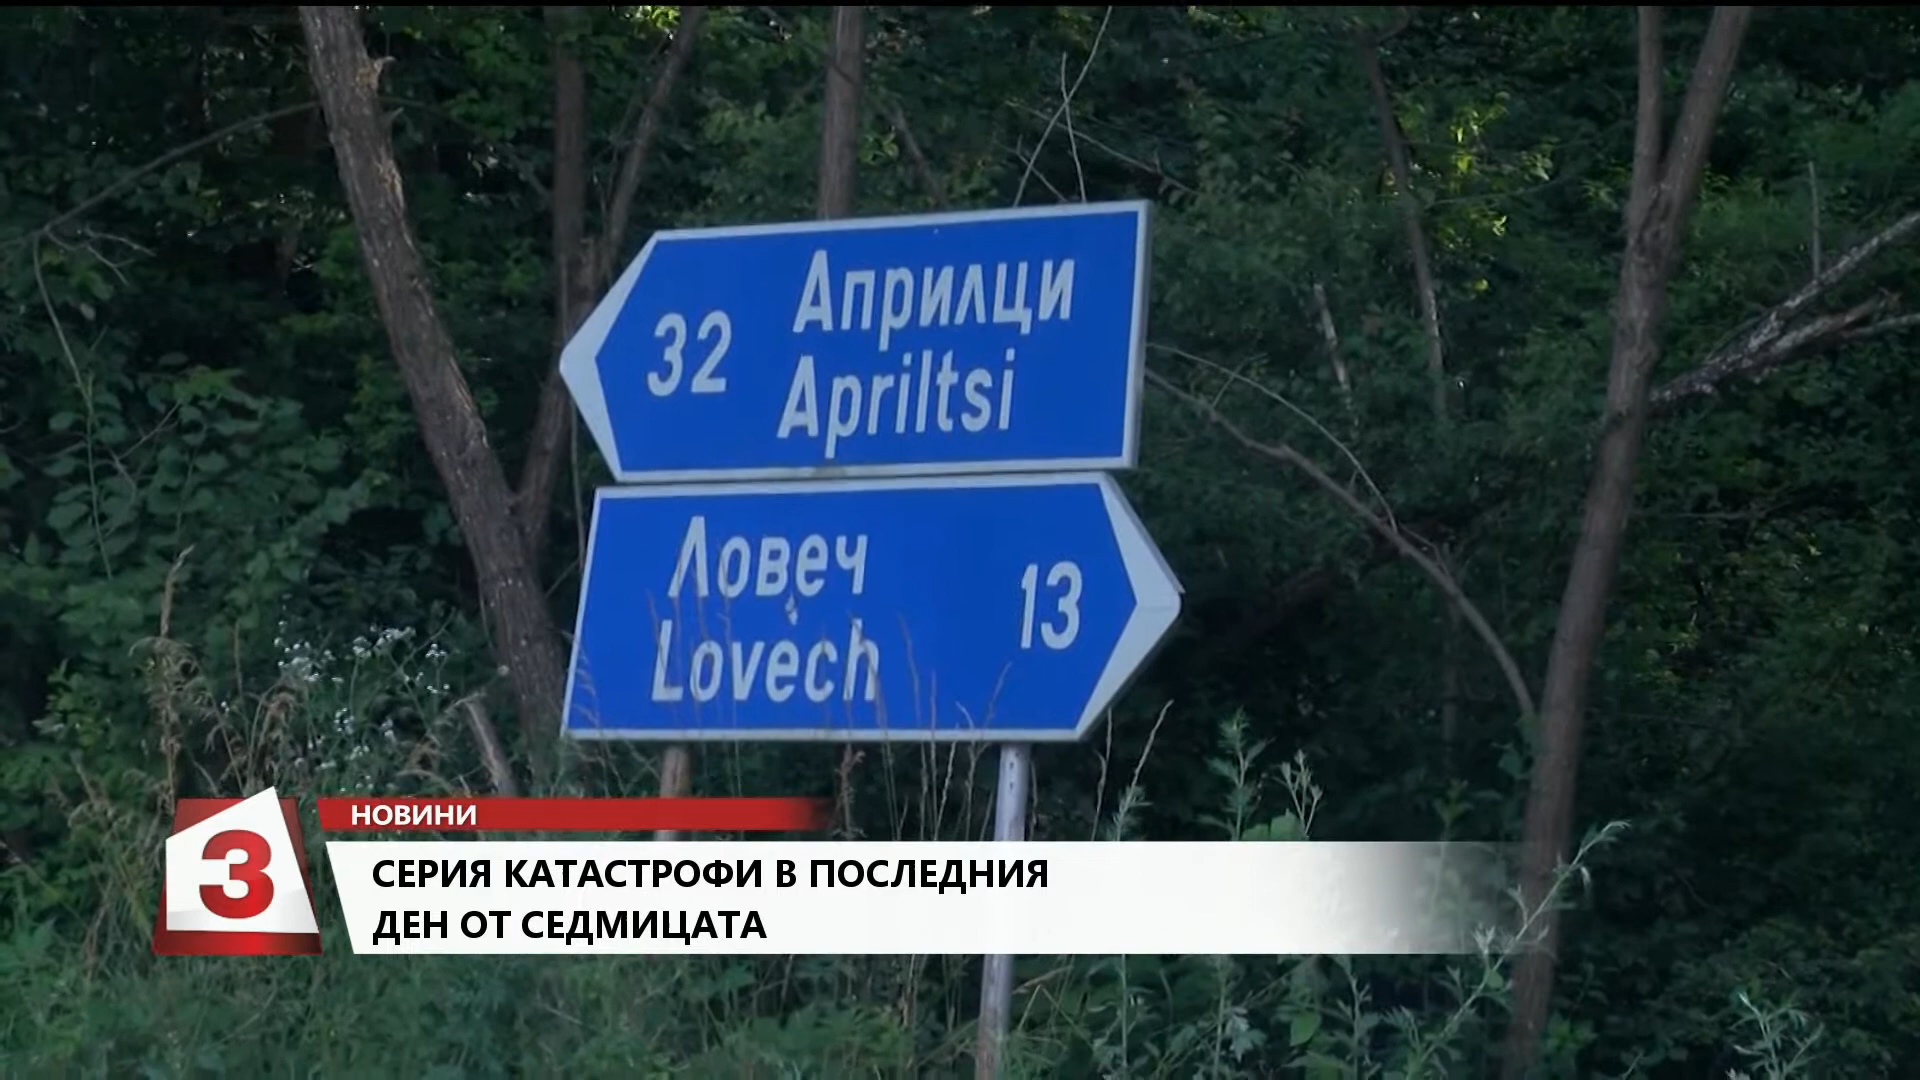 32 Априлци
Apriltsi
Ловеч 13
Lovech
3
НОВИНИ
СЕРИЯ КАТАСТРОФИ В ПОСЛЕДНИЯ
ДЕН ОТ СЕДМИЦАТА